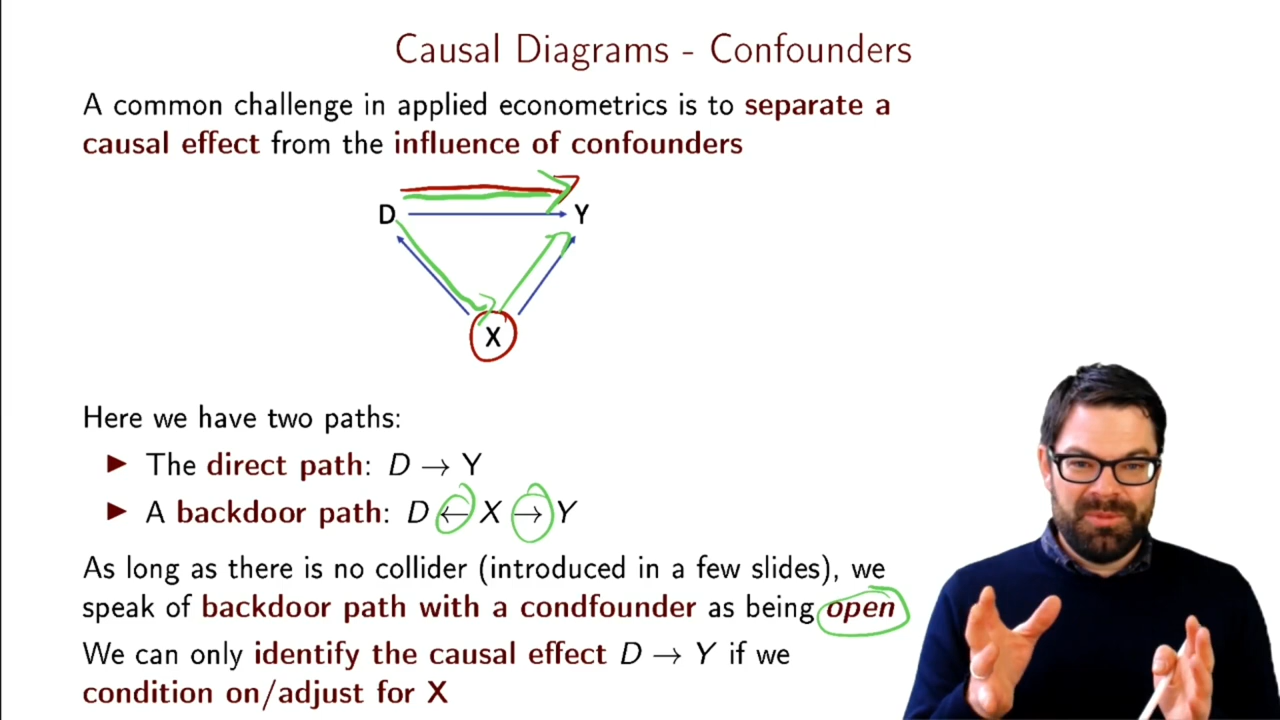 Causal Diagrams - Confounders
A common challenge in applied econometrics is to separate a
causal effect from the influence of confounders
D Y
X
Here we have two paths:
▶ The direct path: D → Y
▶ A backdoor path: D ← X → Y
As long as there is no collider (introduced in a few slides), we
speak of backdoor path with a condfounder as being open
We can only identify the causal effect D → Y if we
condition on/adjust for X